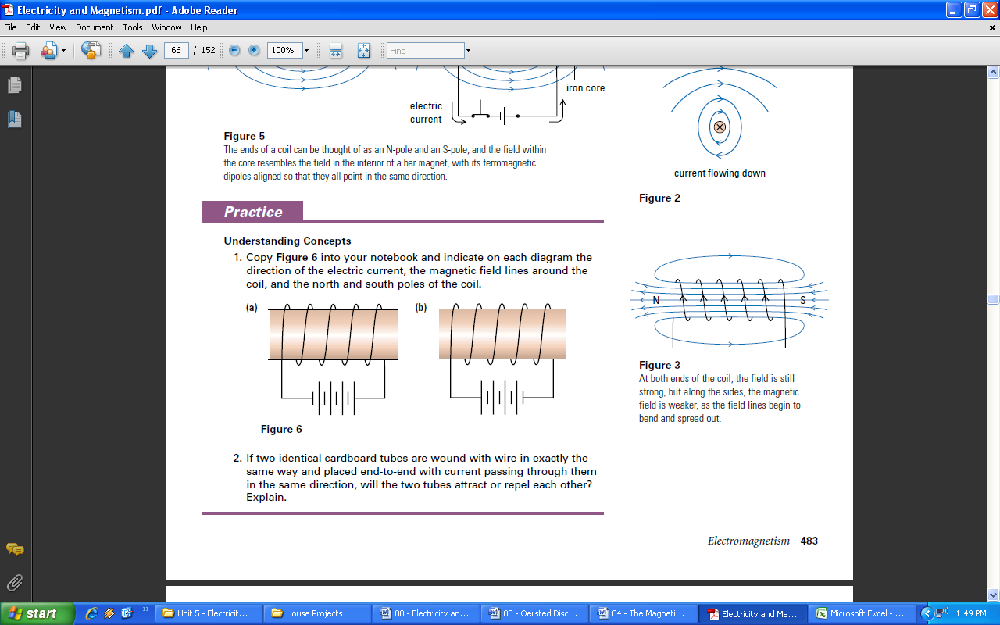 Electricity and Magnetism.pdf - Adobe Reader
File Edit View Document Tools Window Help
66 / 152 100% Find
iron core
electric
current
Figure 5
The ends of a coil can be thought of as an N-pole and an S-pole, and the field within
the core resembles the field in the interior of a bar magnet, with its ferromagnetic
dipoles aligned so that they all point in the same direction.
current flowing down
Figure 2
Practice
Understanding Concepts
1. Copy Figure 6 into your notebook and indicate on each diagram the
direction of the electric current, the magnetic field lines around the
coil, and the north and south poles of the coil.
(a) (b)
Figure 6
N S
Figure 3
At both ends of the coil, the field is still
strong, but along the sides, the magnetic
field is weaker, as the field lines begin to
bend and spread out.
2. If two identical cardboard tubes are wound with wire in exactly the
same way and placed end-to-end with current passing through them
in the same direction, will the two tubes attract or repel each other?
Explain.
Electromagnetism 483
start Unit 5 - Electricit... House Projects 00 - Electricity an... 03 - Oersted Disc... 04 - The Magneti... Electricity and Ma... Microsoft Excel - ... 1:49 PM